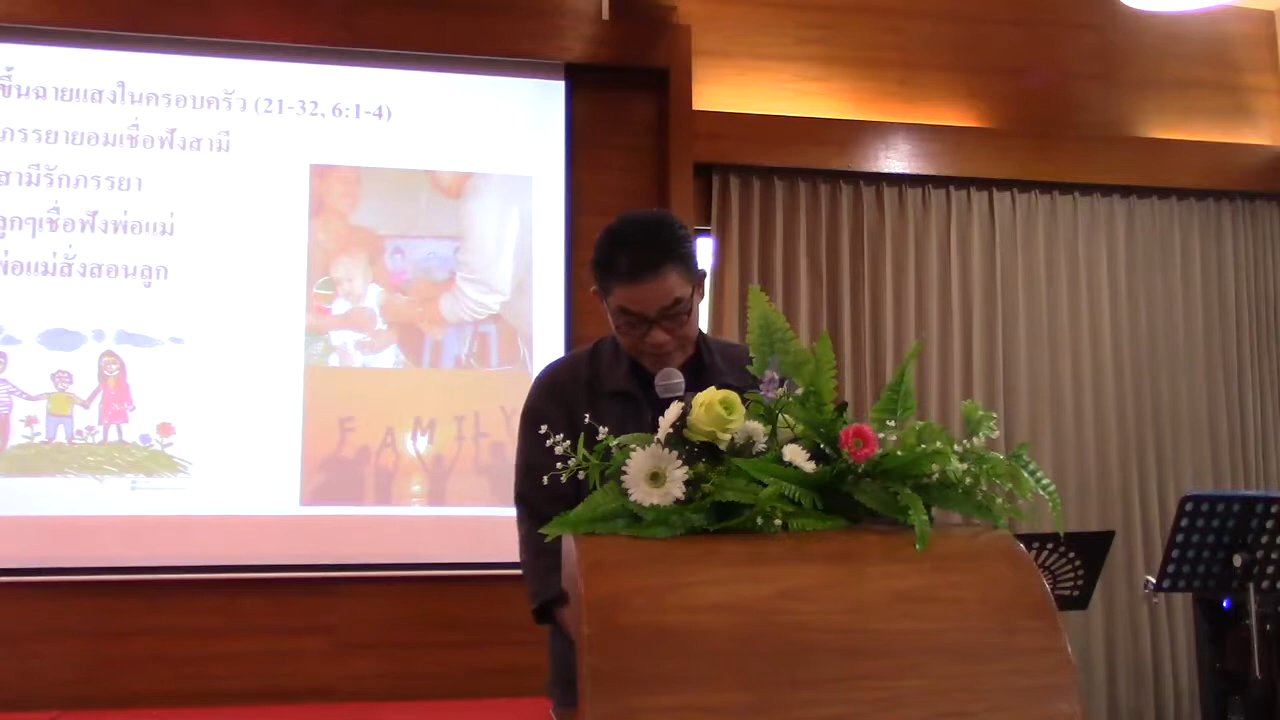 ขึ้นฉายแสงในครอบครัว (21-32, 6:1-4)
ภรรยายอมเชื่อฟังสามี
สามีรักภรรยา
ลูกๆเชื่อฟังพ่อแม่
พ่อแม่สั่งสอนลูก
FAMILY